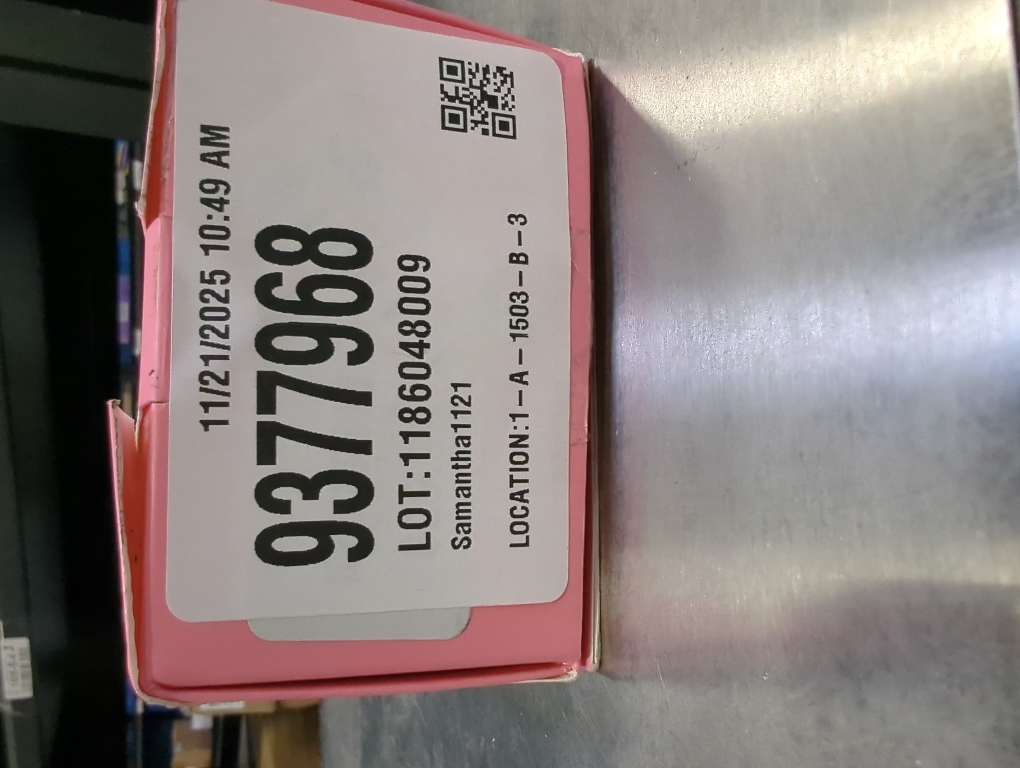 11/21/2025 10:49 AM
9377968
LOT:1186048009
Samantha1121
LOCATION:1-A-1503-B-3